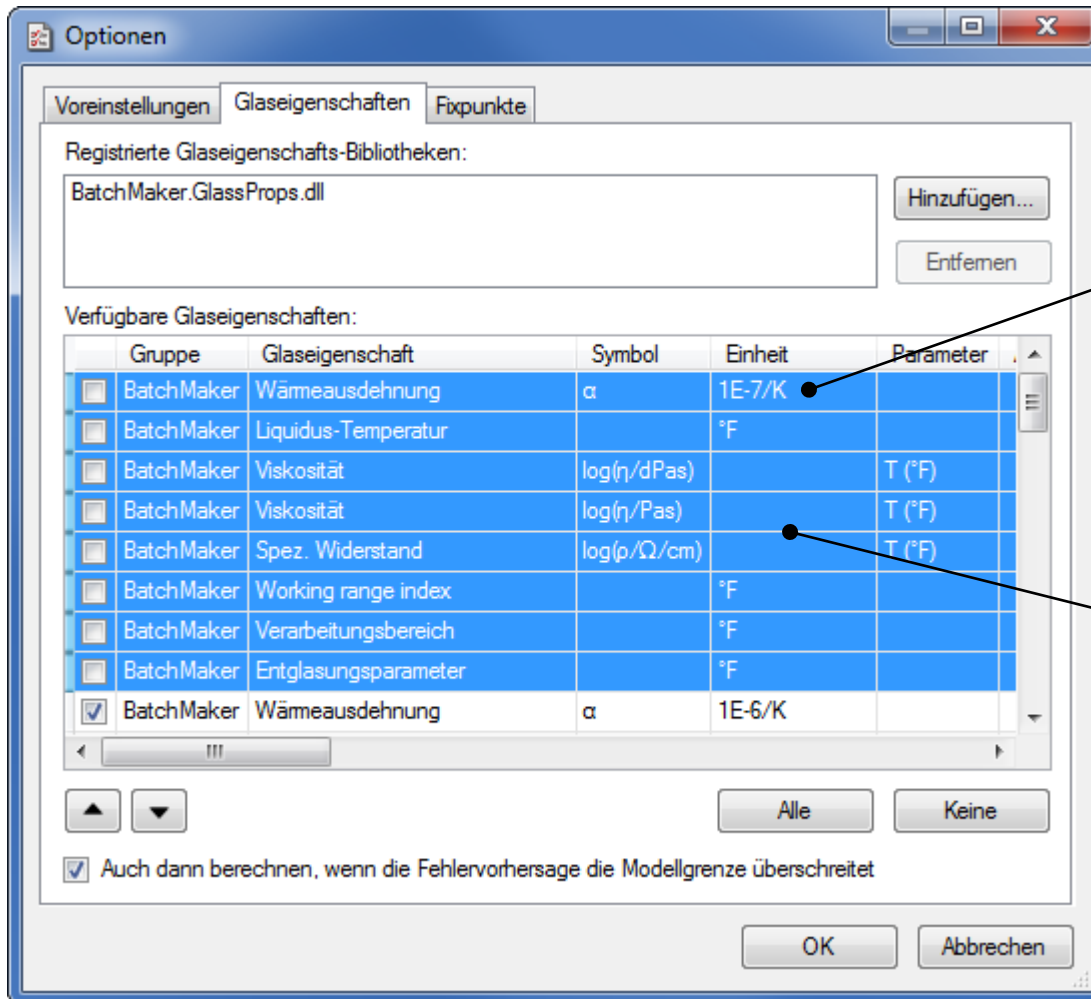 Optionen
Voreinstellungen Glaseigenschaften Fixpunkte
Registrierte Glaseigenschafts-Bibliotheken:
BatchMaker.GlassProps.dll
Hinzufügen...
Entfernen
Verfügbare Glaseigenschaften:
Gruppe Glaseigenschaft Symbol Einheit Parameter
BatchMaker Wärmeausdehnung α 1E-7/K
BatchMaker Liquidus-Temperatur °F
BatchMaker Viskosität log(η/dPas) T (°F)
BatchMaker Viskosität log(η/Pas) T (°F)
BatchMaker Spez. Widerstand log(ρ/Ω/cm) T (°F)
BatchMaker Working range index °F
BatchMaker Verarbeitungsbereich °F
BatchMaker Entglasungsparameter °F
BatchMaker Wärmeausdehnung α 1E-6/K
Alle Keine
Auch dann berechnen, wenn die Fehlervorhersage die Modellgrenze überschreitet
OK Abbrechen